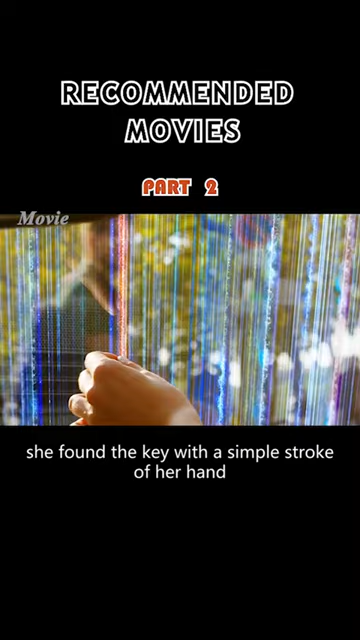 RECOMMENDED
MOVIES
PART 2
Movie
she found the key with a simple stroke
of her hand